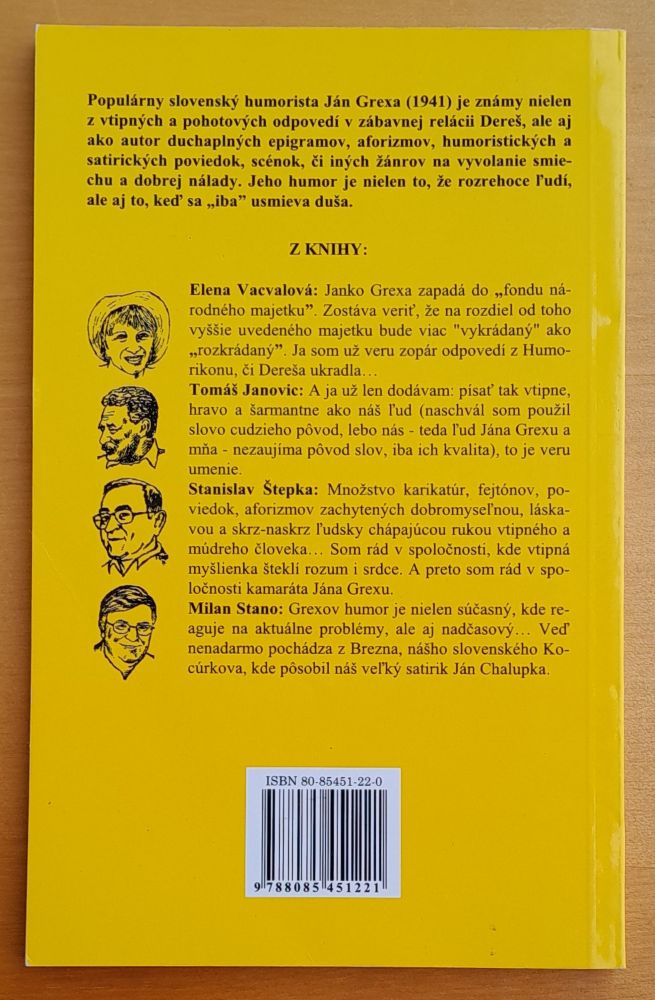 Populárny slovenský humorista Ján Grexa (1941) je známy nielen
z vtipných a pohotových odpovedí v zábavnej relácii Dereš, ale aj
ako autor duchaplných epigramov, aforizmov, humoristických a
satirických poviedok, scénok, či iných žánrov na vyvolanie smie-
chu a dobrej nálady. Jeho humor je nielen to, že rozrehoce ľudí,
ale aj to, keď sa „iba” usmieva duša.
Z KNIHY:
Elena Vacvalová: Janko Grexa zapadá do „fondu ná-
rodného majetku”. Zostáva veriť, že na rozdiel od toho
vyššie uvedeného majetku bude viac "vykrádaný" ako
„rozkrádaný”. Ja som už veru zopár odpovedí z Humo-
rikonu, či Dereša ukradla…
Tomáš Janovic: A ja už len dodávam: písať tak vtipne,
hravo a šarmantne ako náš ľud (naschvál som použil
slovo cudzieho pôvod, lebo nás - teda ľud Jána Grexu a
mňa - nezaujíma pôvod slov, iba ich kvalita), to je veru
umenie.
Stanislav Štepka: Množstvo karikatúr, fejtónov, po-
viedok, aforizmov zachytených dobromyseľnou, láska-
vou a skrz-naskrz ľudsky chápajúcou rukou vtipného a
múdreho človeka… Som rád v spoločnosti, kde vtipná
myšlienka šteklí rozum i srdce. A preto som rád v spo-
ločnosti kamaráta Jána Grexu.
Milan Stano: Grexov humor je nielen súčasný, kde re-
aguje na aktuálne problémy, ale aj nadčasový… Veď
nenadarmo pochádza z Brezna, nášho slovenského Ko-
cúrkova, kde pôsobil náš veľký satirik Ján Chalupka.
ISBN 80-85451-22-0
9 788085 451221